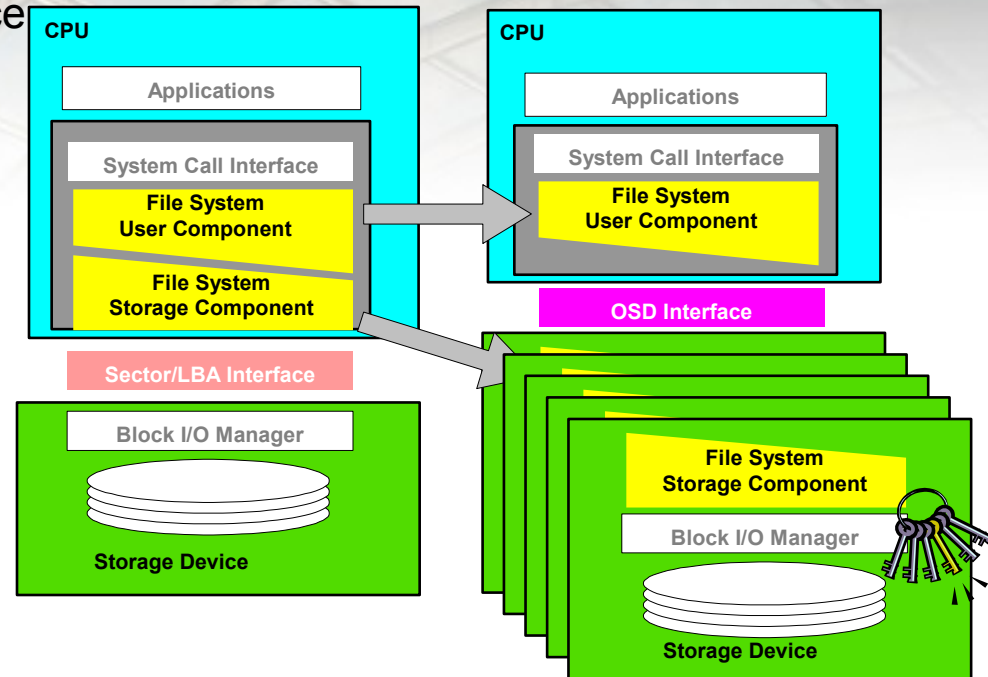 ce
CPU
Applications
System Call Interface
File System
User Component
File System
Storage Component
Sector/LBA Interface
Block I/O Manager
Storage Device
CPU
Applications
System Call Interface
File System
User Component
OSD Interface
File System
Storage Component
Block I/O Manager
Storage Device